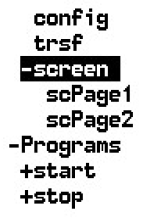 config
trsf
-screen
scPage1
scPage2
-Programs
+start
+stop